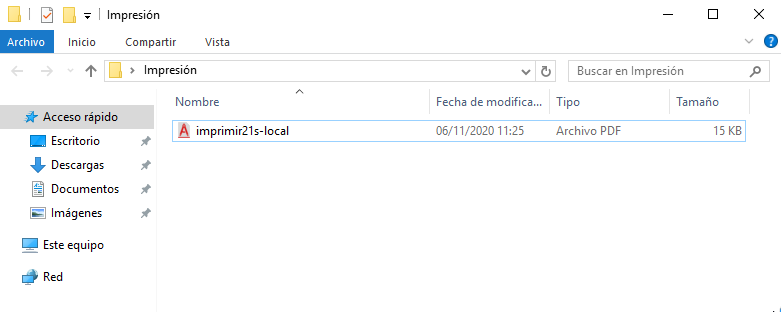 Impresión
Archivo Inicio Compartir Vista
Impresión Buscar en Impresión
Nombre Fecha de modifica... Tipo Tamaño
Acceso rápido
imprimir21s-local 06/11/2020 11:25 Archivo PDF 15 KB
Escritorio
Descargas
Documentos
Imágenes
Este equipo
Red